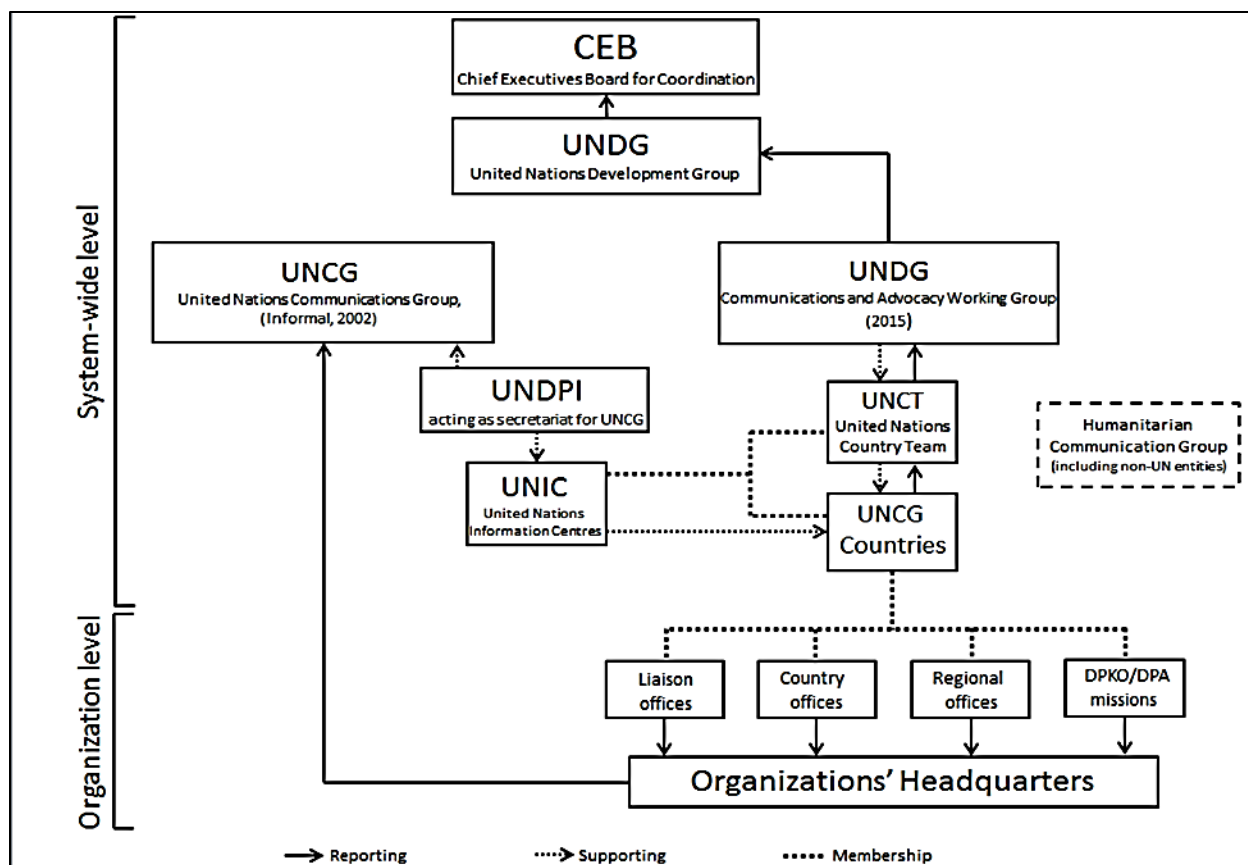 CEB
Chief Executives Board for Coordination
UNDG
United Nations Development Group
System-wide level
UNCG
United Nations Communications Group,
(Informal, 2002)
UNDG
Communications and Advocacy Working Group
(2015)
UNDPI
acting as secretariat for UNCG
UNCT
United Nations
Country Team
Humanitarian
Communication Group
(including non-UN entities)
UNIC
United Nations
Information Centres
UNCG
Countries
Organization level
Liaison
offices
Country
offices
Regional
offices
DPKO/DPA
missions
Organizations' Headquarters
Reporting
Supporting
Membership